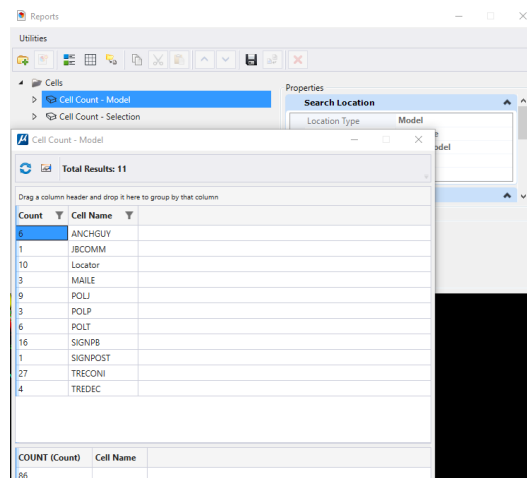 Reports
Utilities
Cells
Cell Count - Model
Cell Count - Selection
Properties
Search Location
Location Type Model
Cell Count - Model
Total Results: 11
Drag a column header and drop it here to group by that column
Count Cell Name
6 ANCHGUY
1 JBCOMM
10 Locator
3 MAILE
9 POLJ
3 POLP
6 POLT
16 SIGNPB
1 SIGNPOST
27 TRECONI
4 TREDEC
COUNT (Count) Cell Name
86